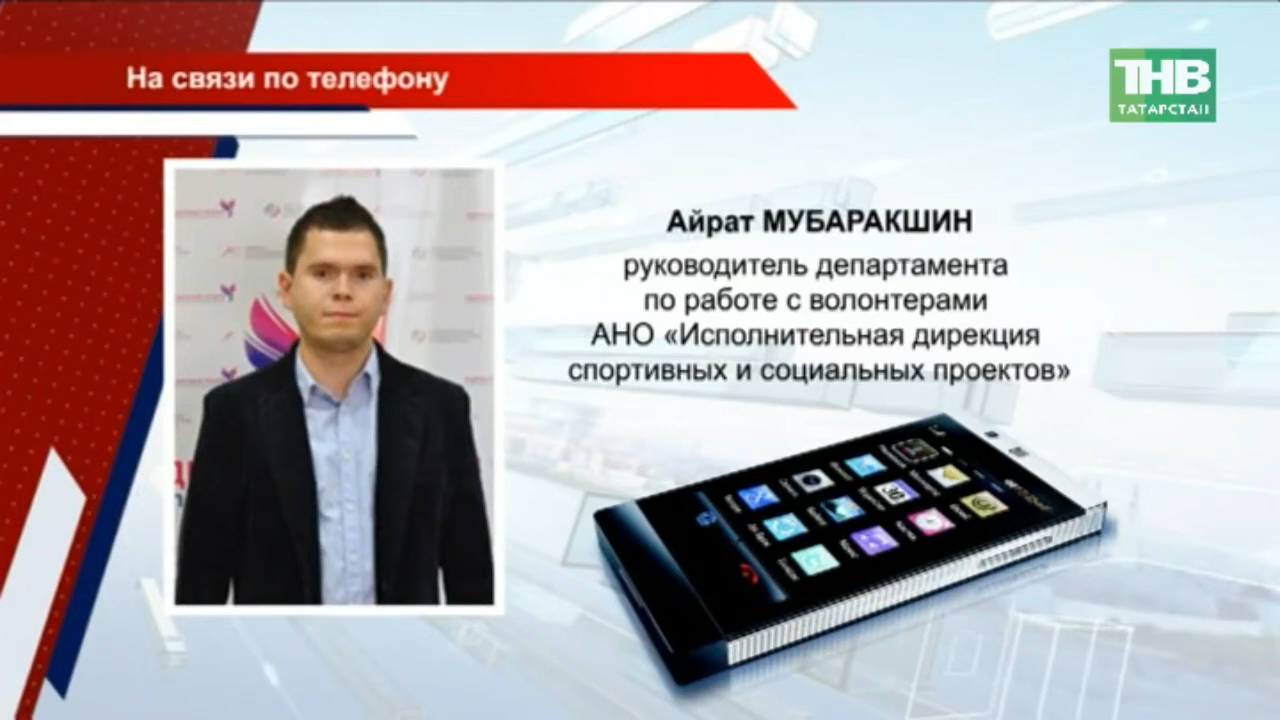 На связи по телефону
ТНВ
ТАТАРСТАН
Айрат МУБАРАКШИН
руководитель департамента
по работе с волонтерами
АНО «Исполнительная дирекция
спортивных и социальных проектов»